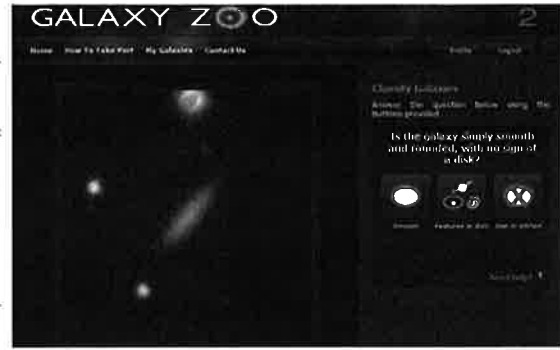 GALAXY ZOO 2
Home How To Take Part My Galaxies Contact Us Profile Logout
Classify Galaxies
Answer the question below using the
buttons provided.
Is the galaxy simply smooth
and rounded, with no sign of
a disk?
Smooth Features or disk Star or artifact
Need help?